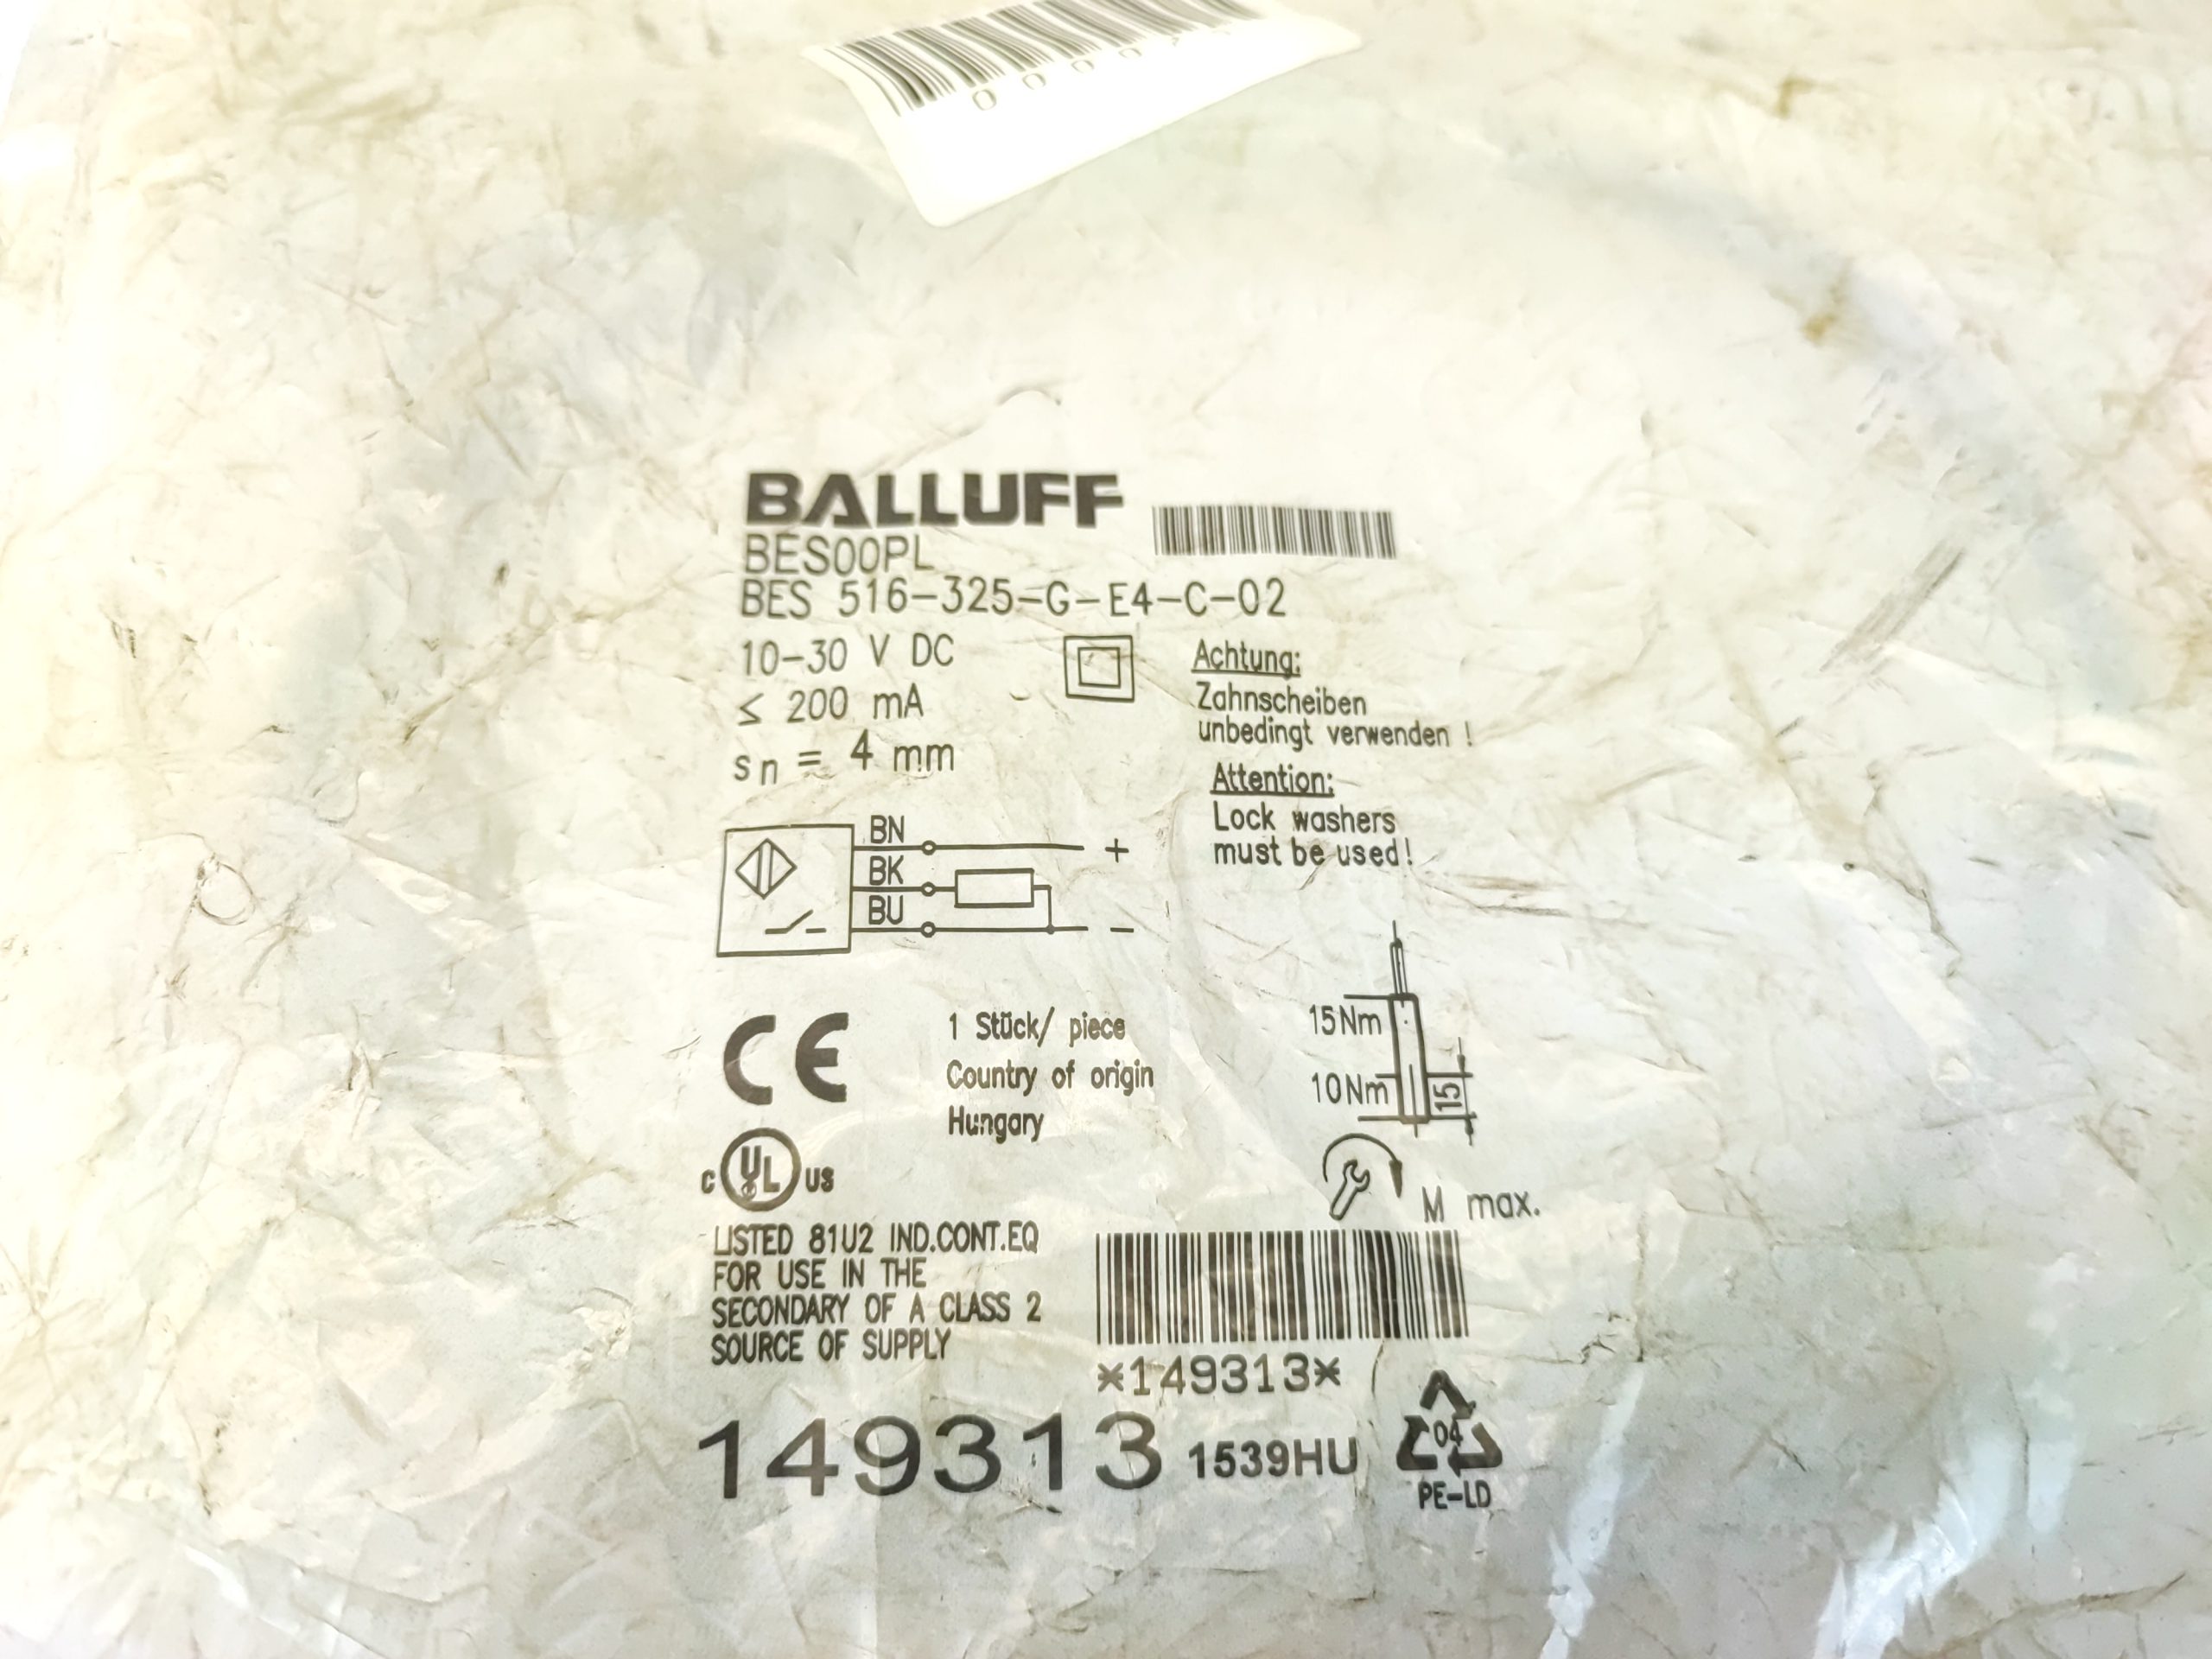 BALLUFF
BES00PL
BES 516-325-G-E4-C-02
10-30 V DC
≤ 200 mA
sn = 4 mm
Achtung:
Zahnscheiben
unbedingt verwenden !
Attention:
Lock washers
must be used!
BN
+
BK
BU
-
CE
1 Stück/ piece
Country of origin
Hungary
15Nm
10Nm
15
M max.
c UL us
LISTED 81U2 IND.CONT.EQ
FOR USE IN THE
SECONDARY OF A CLASS 2
SOURCE OF SUPPLY
*149313*
149313 1539HU
04
PE-LD